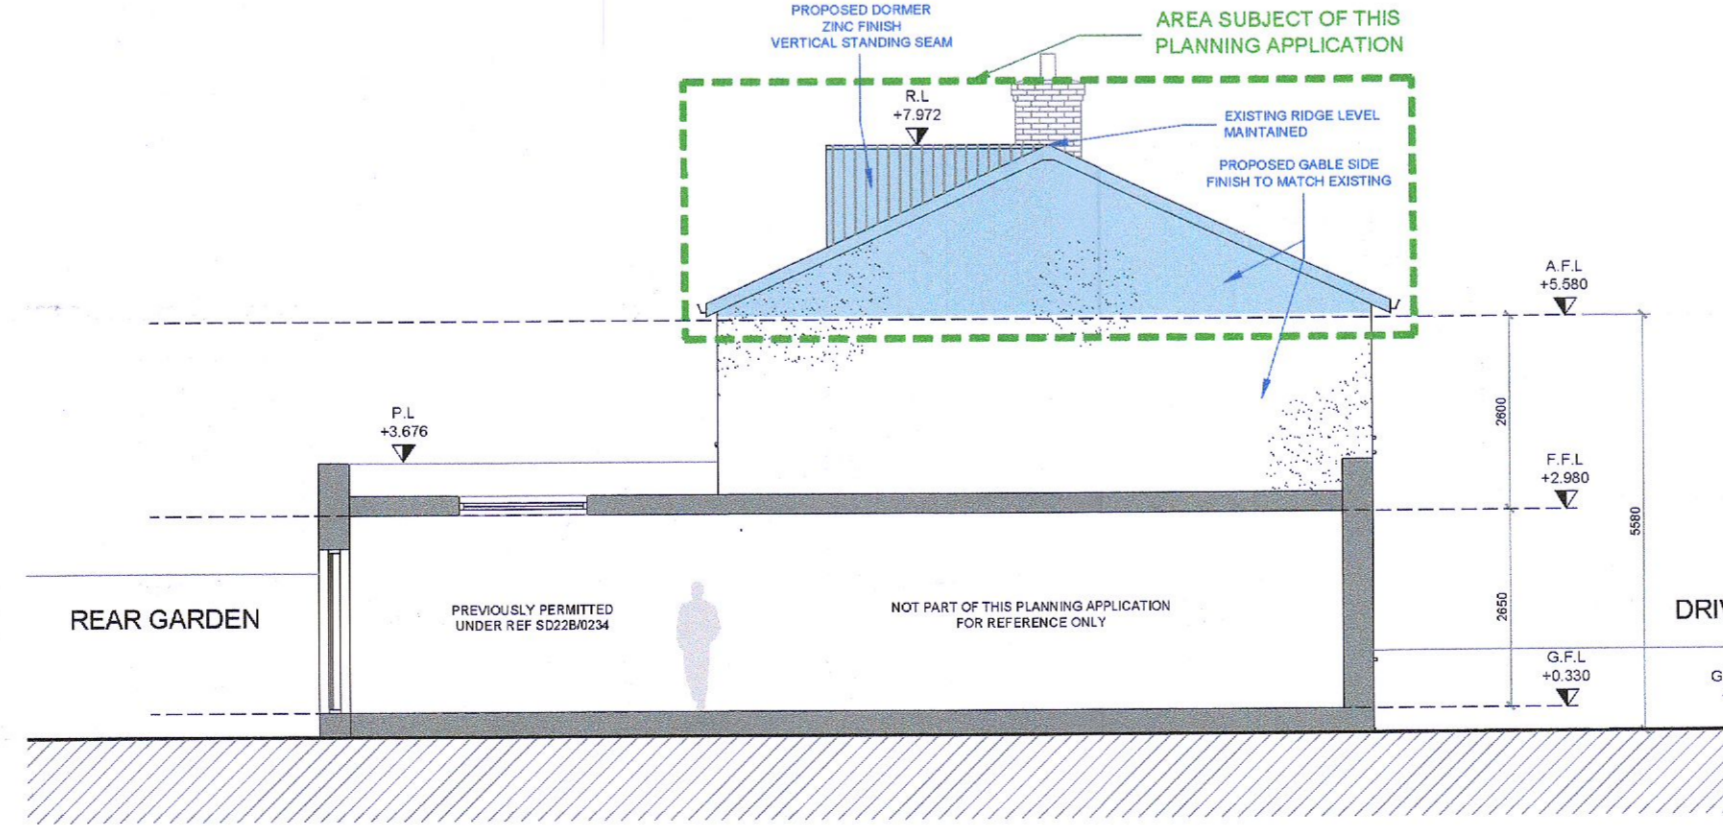 PROPOSED DORMER
ZINC FINISH
VERTICAL STANDING SEAM
AREA SUBJECT OF THIS
PLANNING APPLICATION
R.L
+7.972
EXISTING RIDGE LEVEL
MAINTAINED
PROPOSED GABLE SIDE
FINISH TO MATCH EXISTING
A.F.L
+5.580
P.L
+3.676
2600
F.F.L
+2.980
5580
REAR GARDEN
PREVIOUSLY PERMITTED
UNDER REF SD22B/0234
NOT PART OF THIS PLANNING APPLICATION
FOR REFERENCE ONLY
2650
DRIV
G.F.L
+0.330
G